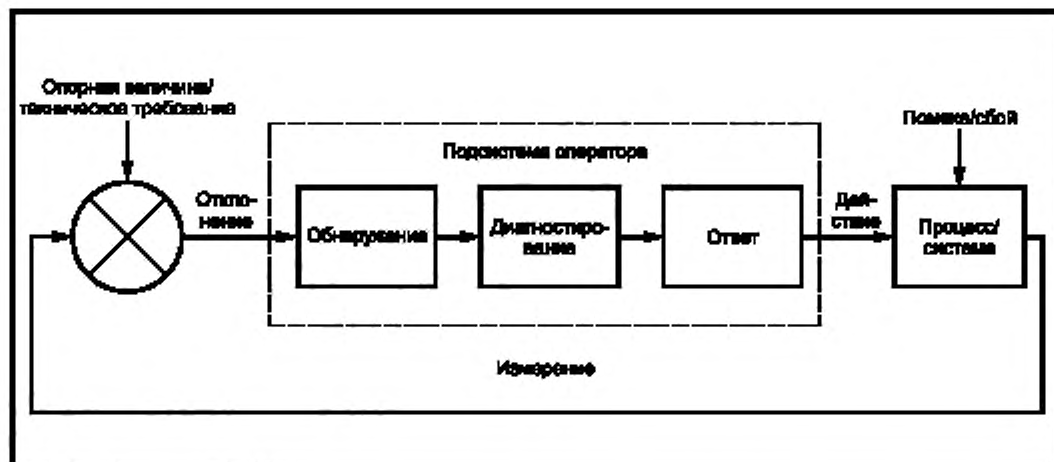 Опорная величина/
техническое требование
Помеха/сбой
Подсистема оператора
Откло-
нение
Обнаружение
Диагностиро-
вание
Ответ
Дей-
ствие
Процесс/
система
Измерение